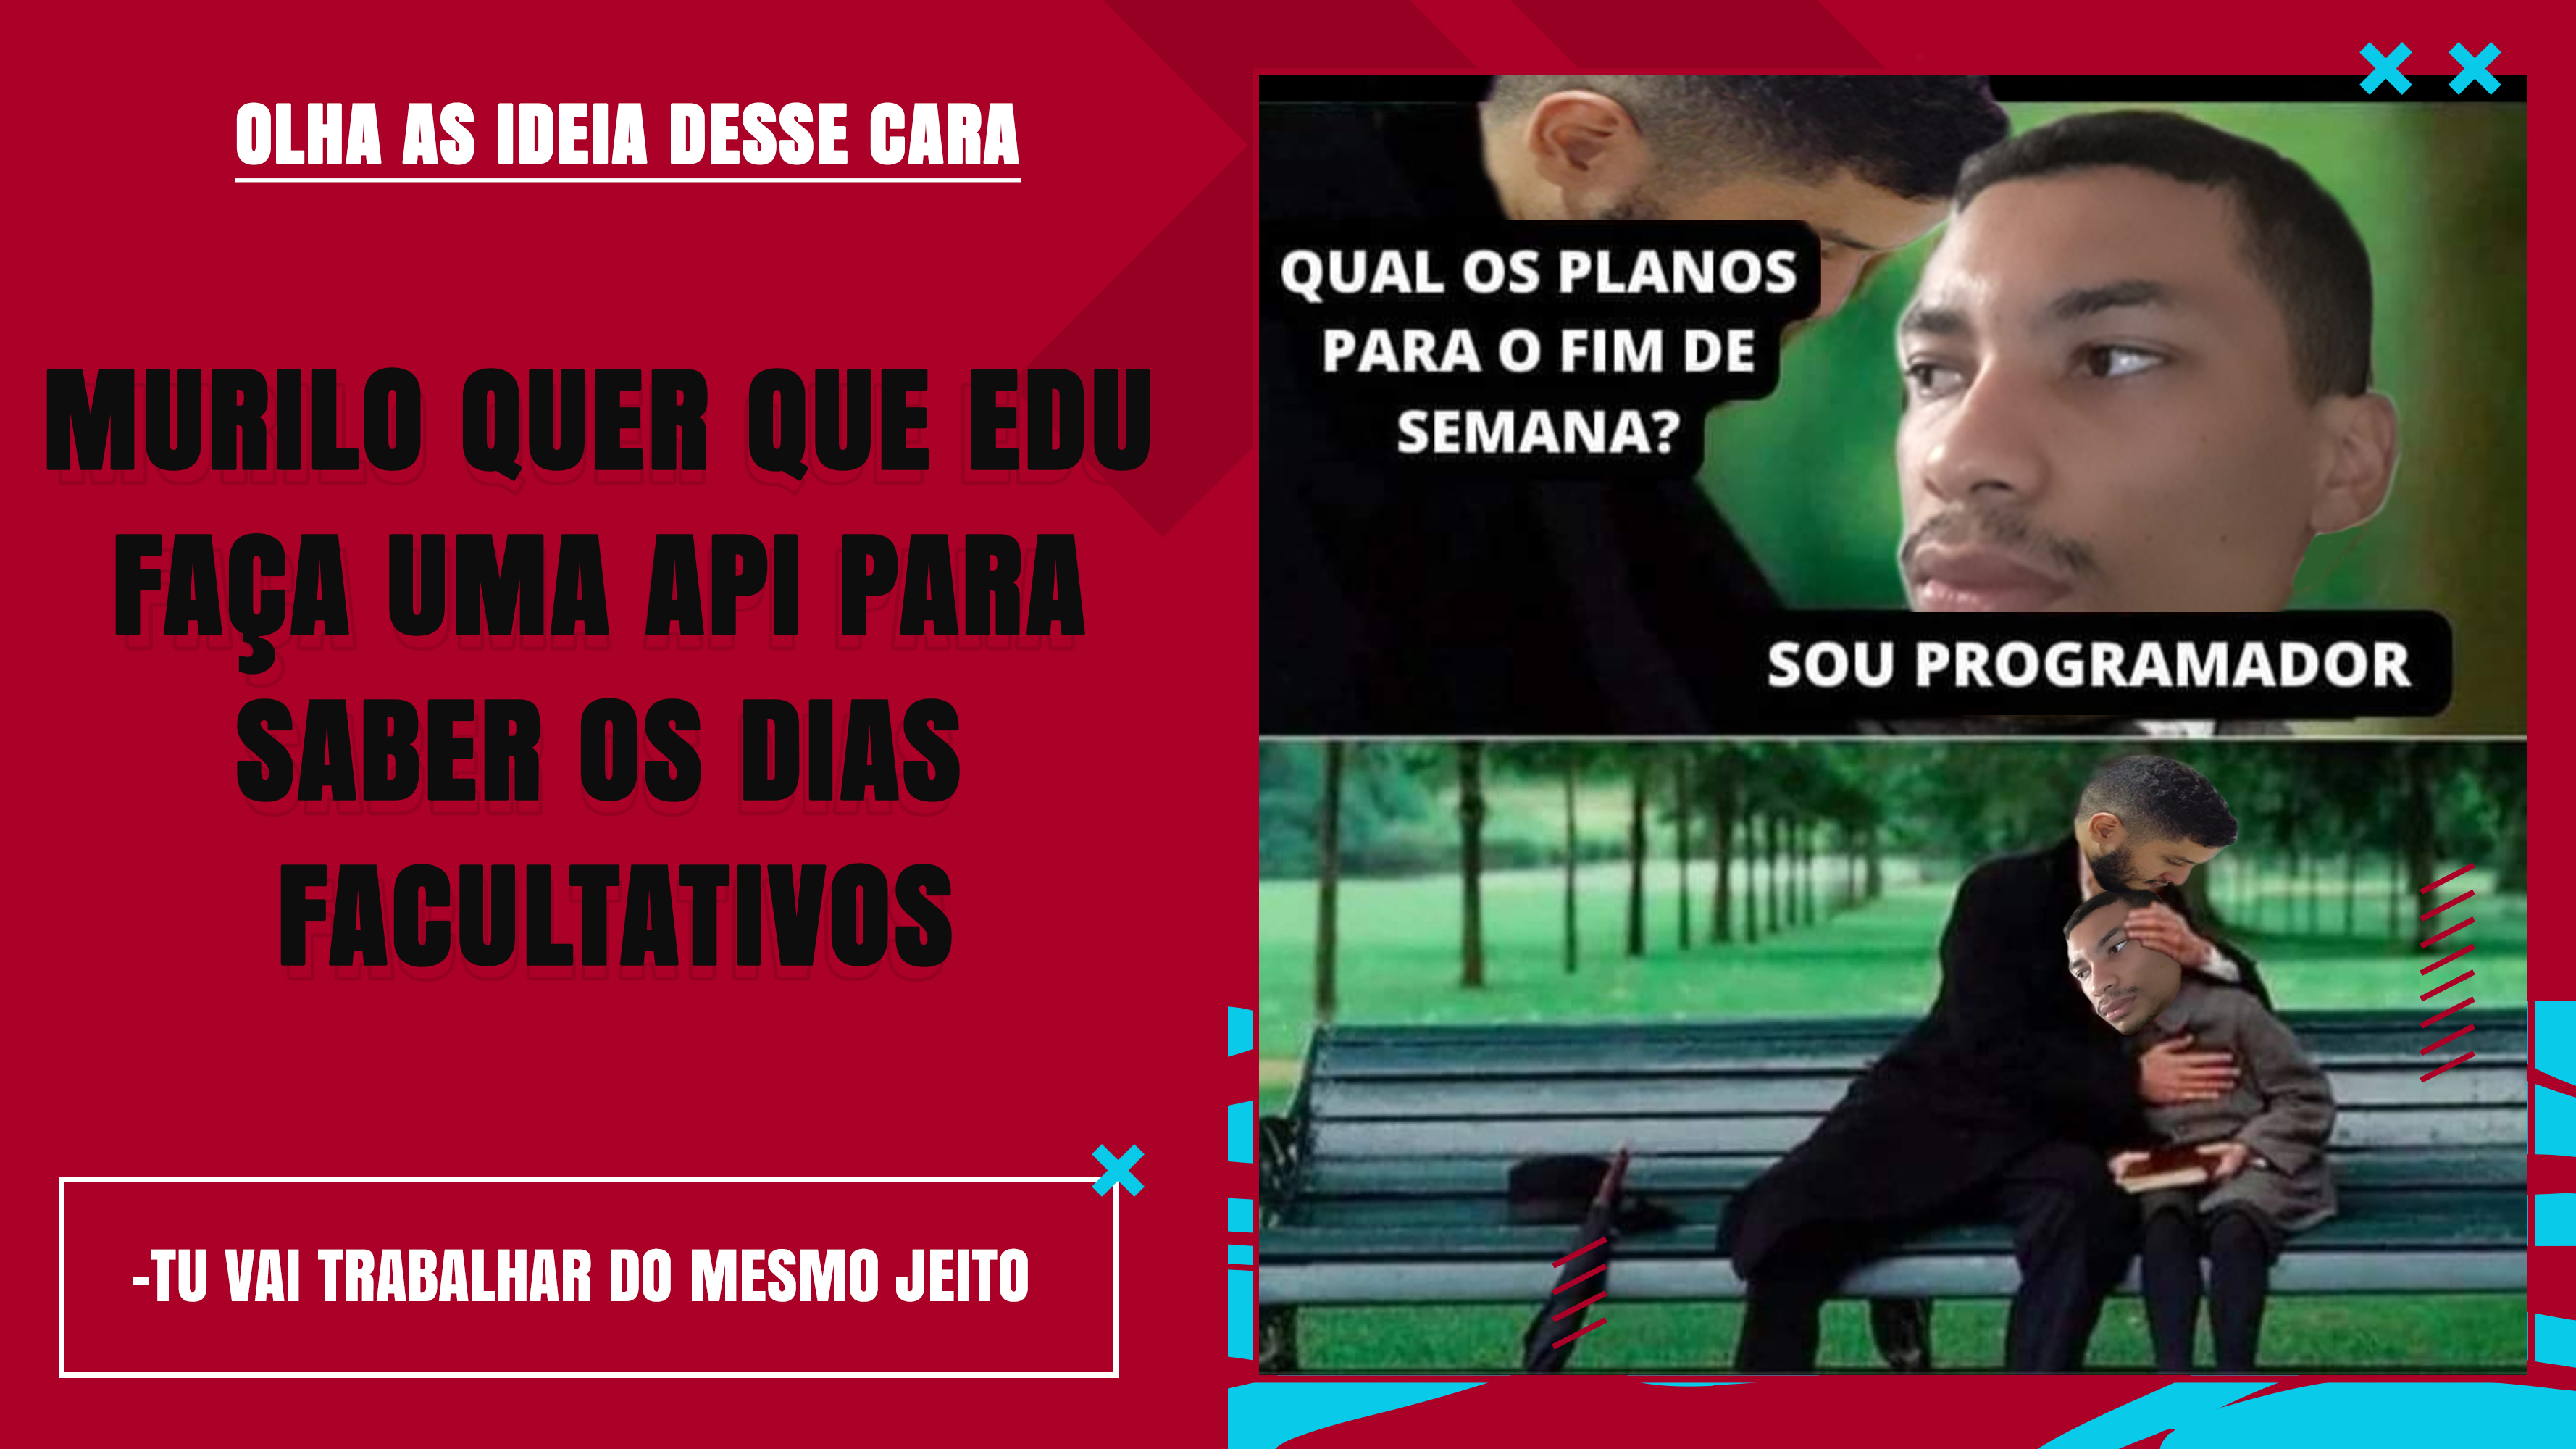 OLHA AS IDEIA DESSE CARA
MURILO QUER QUE EDU
FAÇA UMA API PARA
SABER OS DIAS
FACULTATIVOS
-TU VAI TRABALHAR DO MESMO JEITO
QUAL OS PLANOS
PARA O FIM DE
SEMANA?
SOU PROGRAMADOR